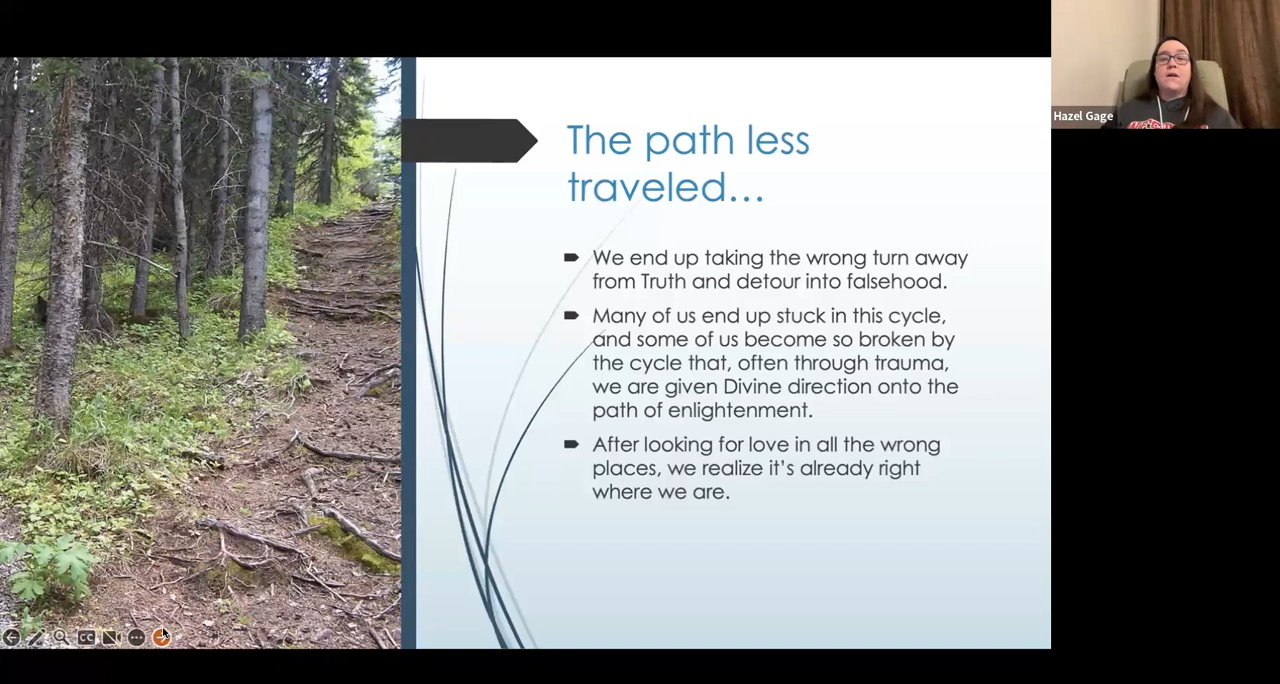 The path less
traveled…
We end up taking the wrong turn away
from Truth and detour into falsehood.
Many of us end up stuck in this cycle,
and some of us become so broken by
the cycle that, often through trauma,
we are given Divine direction onto the
path of enlightenment.
After looking for love in all the wrong
places, we realize it’s already right
where we are.
Hazel Gage
CC